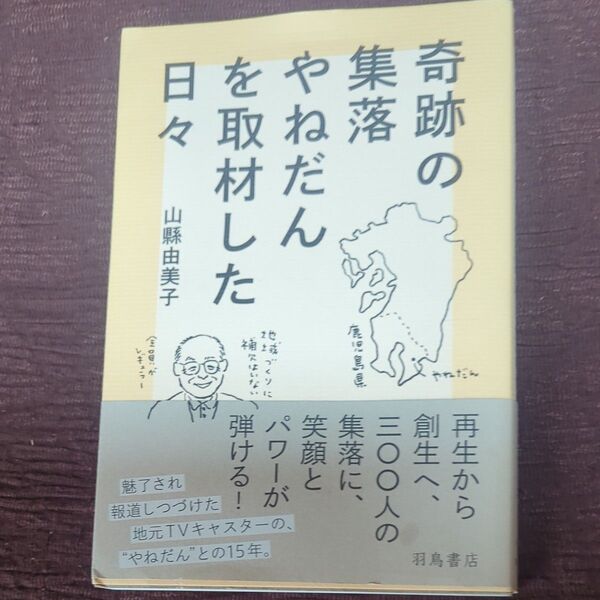 奇跡の
集落
やねだん
を取材した
日々
山縣由美子
鹿児島県
やねだん
地域づくりに
補欠はいない
全員が
レギュラー
再生から
創生へ、
三〇〇人の
集落に、
笑顔と
パワーが
弾ける!
魅了され
報道しつづけた
地元TVキャスターの、
“やねだん”との15年。
羽鳥書店